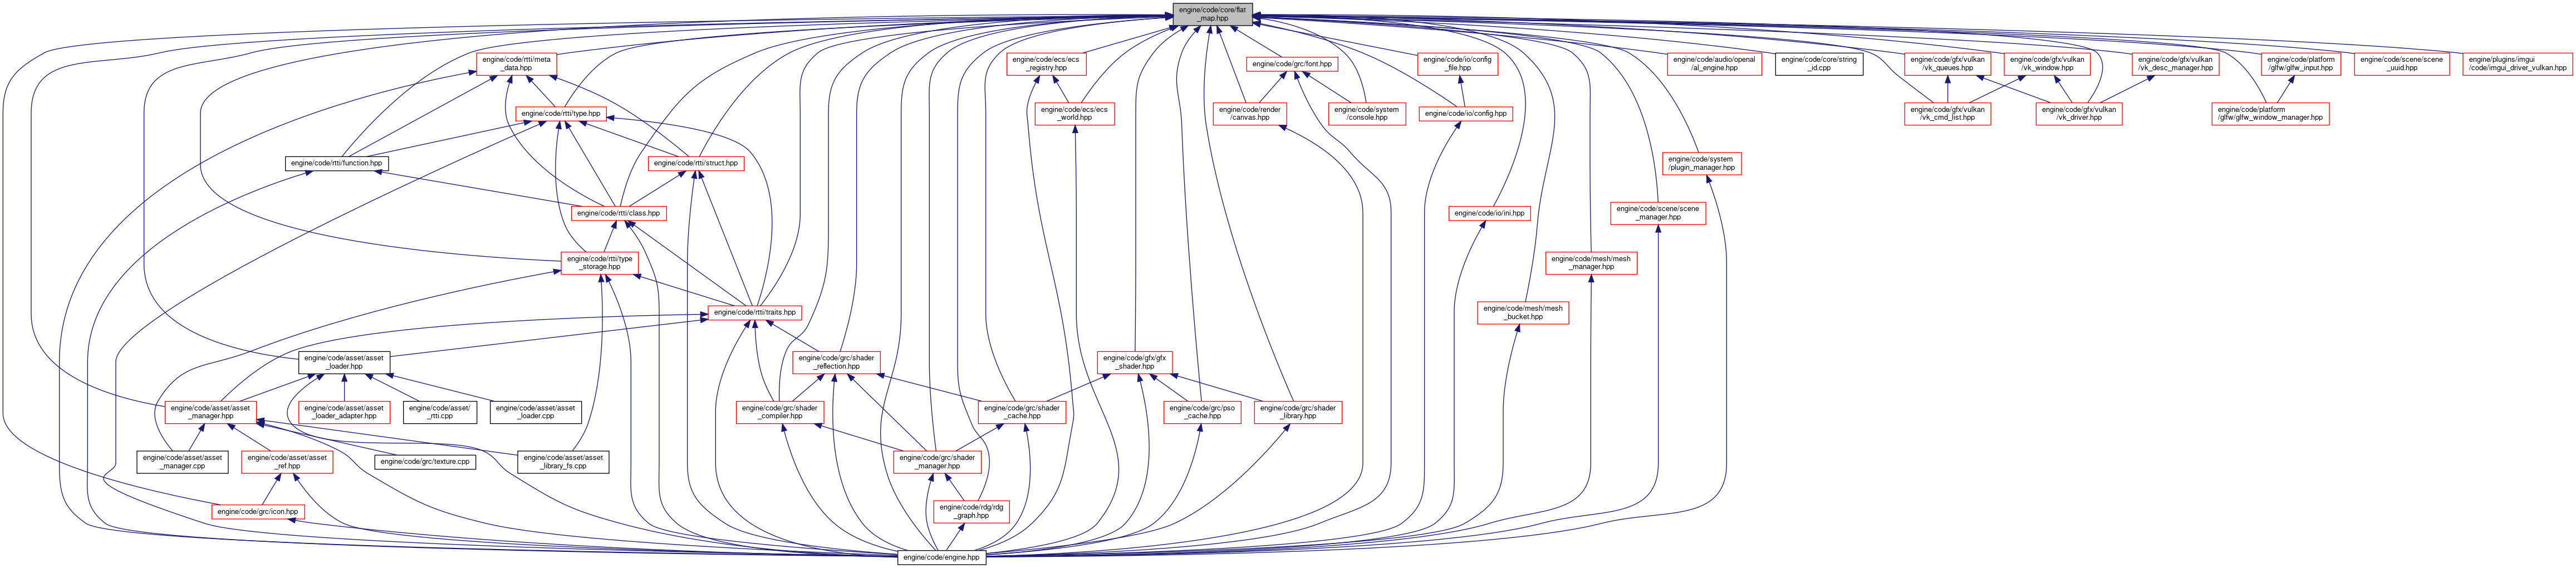 engine/code/core/flat
_map.hpp
engine/code/rtti/meta
_data.hpp
engine/code/ecs/ecs
_registry.hpp
engine/code/grc/font.hpp
engine/code/io/config
_file.hpp
engine/code/audio/openal
/al_engine.hpp
engine/code/core/string
_id.cpp
engine/code/gfx/vulkan
/vk_queues.hpp
engine/code/gfx/vulkan
/vk_window.hpp
engine/code/gfx/vulkan
/vk_desc_manager.hpp
engine/code/platform
/glfw/glfw_input.hpp
engine/code/scene/scene
_uuid.hpp
engine/plugins/imgui
/code/imgui_driver_vulkan.hpp
engine/code/rtti/type.hpp
engine/code/ecs/ecs
_world.hpp
engine/code/render
/canvas.hpp
engine/code/system
/console.hpp
engine/code/io/config.hpp
engine/code/gfx/vulkan
/vk_cmd_list.hpp
engine/code/gfx/vulkan
/vk_driver.hpp
engine/code/platform
/glfw/glfw_window_manager.hpp
engine/code/rtti/function.hpp
engine/code/rtti/struct.hpp
engine/code/system
/plugin_manager.hpp
engine/code/rtti/class.hpp
engine/code/io/ini.hpp
engine/code/scene/scene
_manager.hpp
engine/code/rtti/type
_storage.hpp
engine/code/mesh/mesh
_manager.hpp
engine/code/rtti/traits.hpp
engine/code/mesh/mesh
_bucket.hpp
engine/code/asset/asset
_loader.hpp
engine/code/grc/shader
_reflection.hpp
engine/code/gfx/gfx
_shader.hpp
engine/code/asset/asset
_manager.hpp
engine/code/asset/asset
_loader_adapter.hpp
engine/code/asset/
_rtti.cpp
engine/code/asset/asset
_loader.cpp
engine/code/grc/shader
_compiler.hpp
engine/code/grc/shader
_cache.hpp
engine/code/grc/pso
_cache.hpp
engine/code/grc/shader
_library.hpp
engine/code/asset/asset
_manager.cpp
engine/code/asset/asset
_ref.hpp
engine/code/grc/texture.cpp
engine/code/asset/asset
_library_fs.cpp
engine/code/grc/shader
_manager.hpp
engine/code/grc/icon.hpp
engine/code/rdg/rdg
_graph.hpp
engine/code/engine.hpp